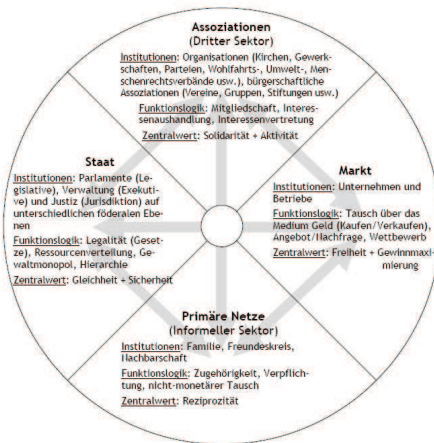 Assoziationen
(Dritter Sektor)
Institutionen: Organisationen (Kirchen, Gewerk-
schaften, Parteien, Wohlfahrts-, Umwelt-, Men-
schenrechtsverbände usw.), bürgerschaftliche
Assoziationen (Vereine, Gruppen, Stiftungen usw.)
Funktionslogik: Mitgliedschaft, Interes-
senaushandlung, Interessenvertretung
Zentralwert: Solidarität + Aktivität
Staat
Institutionen: Parlamente (Le-
gislative), Verwaltung (Exekuti-
ve) und Justiz (Jurisdiktion) auf
unterschiedlichen föderalen Ebe-
nen
Funktionslogik: Legalität (Geset-
ze), Ressourcenverteilung, Ge-
waltmonopol, Hierarchie
Zentralwert: Gleichheit + Sicherheit
Markt
Institutionen: Unternehmen und
Betriebe
Funktionslogik: Tausch über das
Medium Geld (Kaufen/Verkaufen),
Angebot/Nachfrage, Wettbewerb
Zentralwert: Freiheit + Gewinnmaxi-
mierung
Primäre Netze
(Informeller Sektor)
Institutionen: Familie, Freundeskreis,
Nachbarschaft
Funktionslogik: Zugehörigkeit, Verpflich-
tung, nicht-monetärer Tausch
Zentralwert: Reziprozität